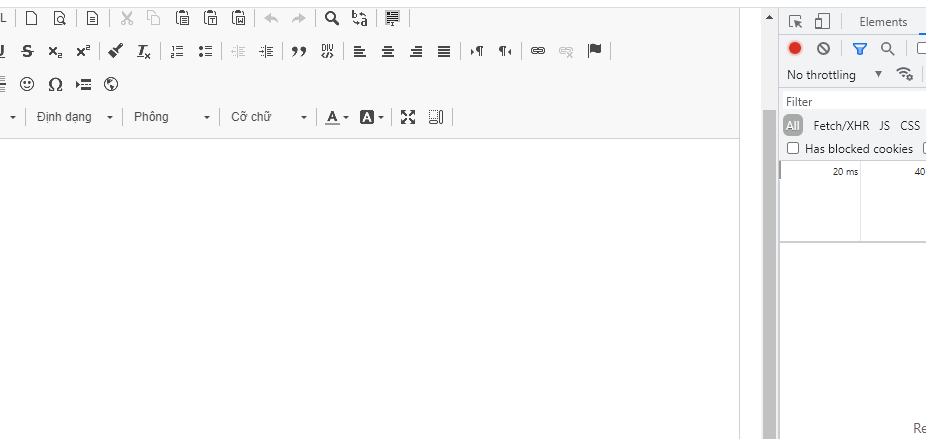 Elements
No throttling
Định dạng
Phông
Cỡ chữ
Filter
All Fetch/XHR JS CSS
Has blocked cookies
20 ms
40
Re